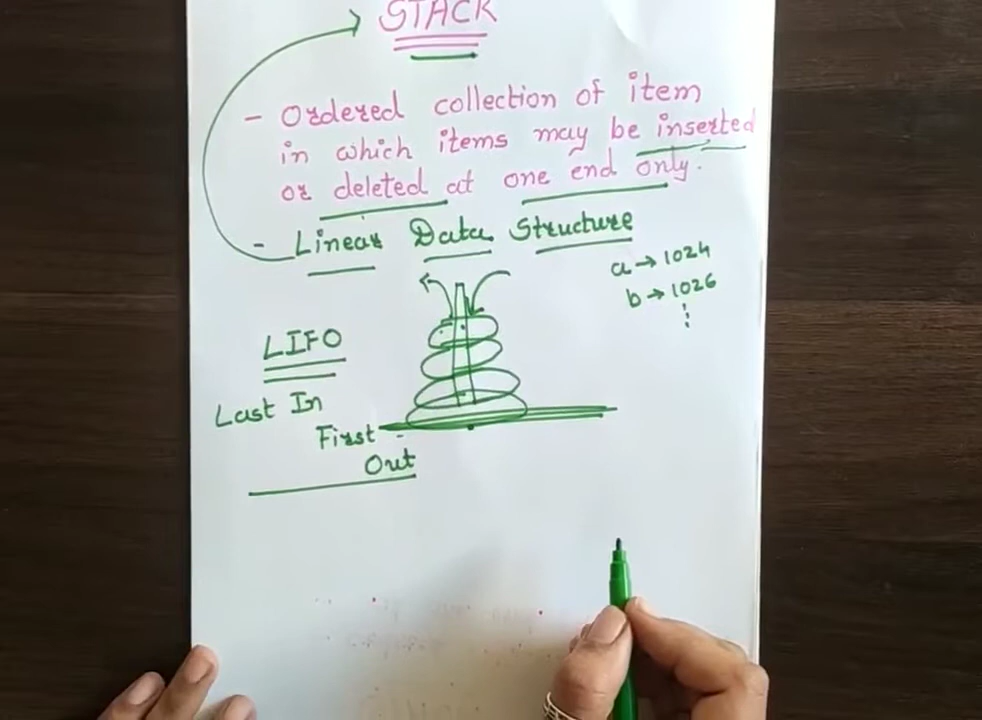 STACK
- Ordered collection of item
in which items may be inserted
or deleted at one end only.
- Linear Data Structure
a → 1024
b → 1026
LIFO
Last In
First
Out